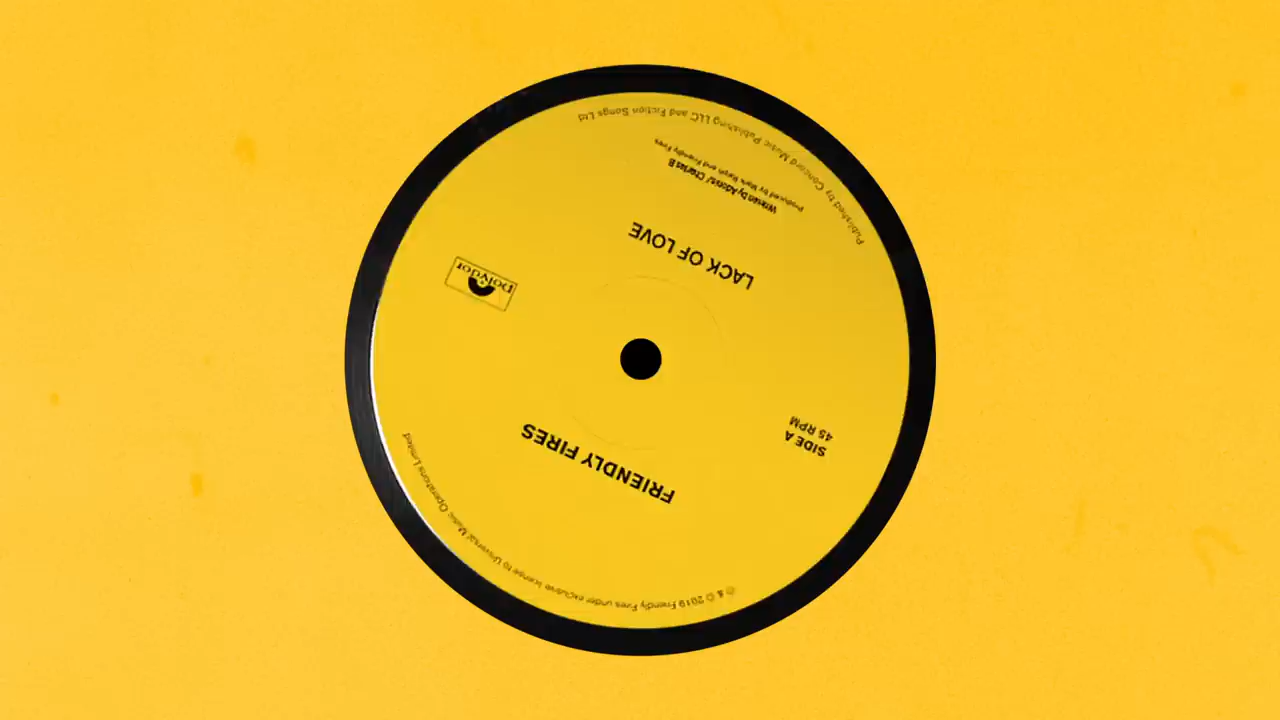 FRIENDLY FIRES
SIDE A
45 RPM
Polydor
LACK OF LOVE
Written by Adonis / Charles B
Produced by Mark Ralph and Friendly Fires
Published by Concord Music Publishing LLC and Fiction Songs Ltd
℗ & © 2019 Friendly Fires under exclusive license to Universal Music Operations Limited